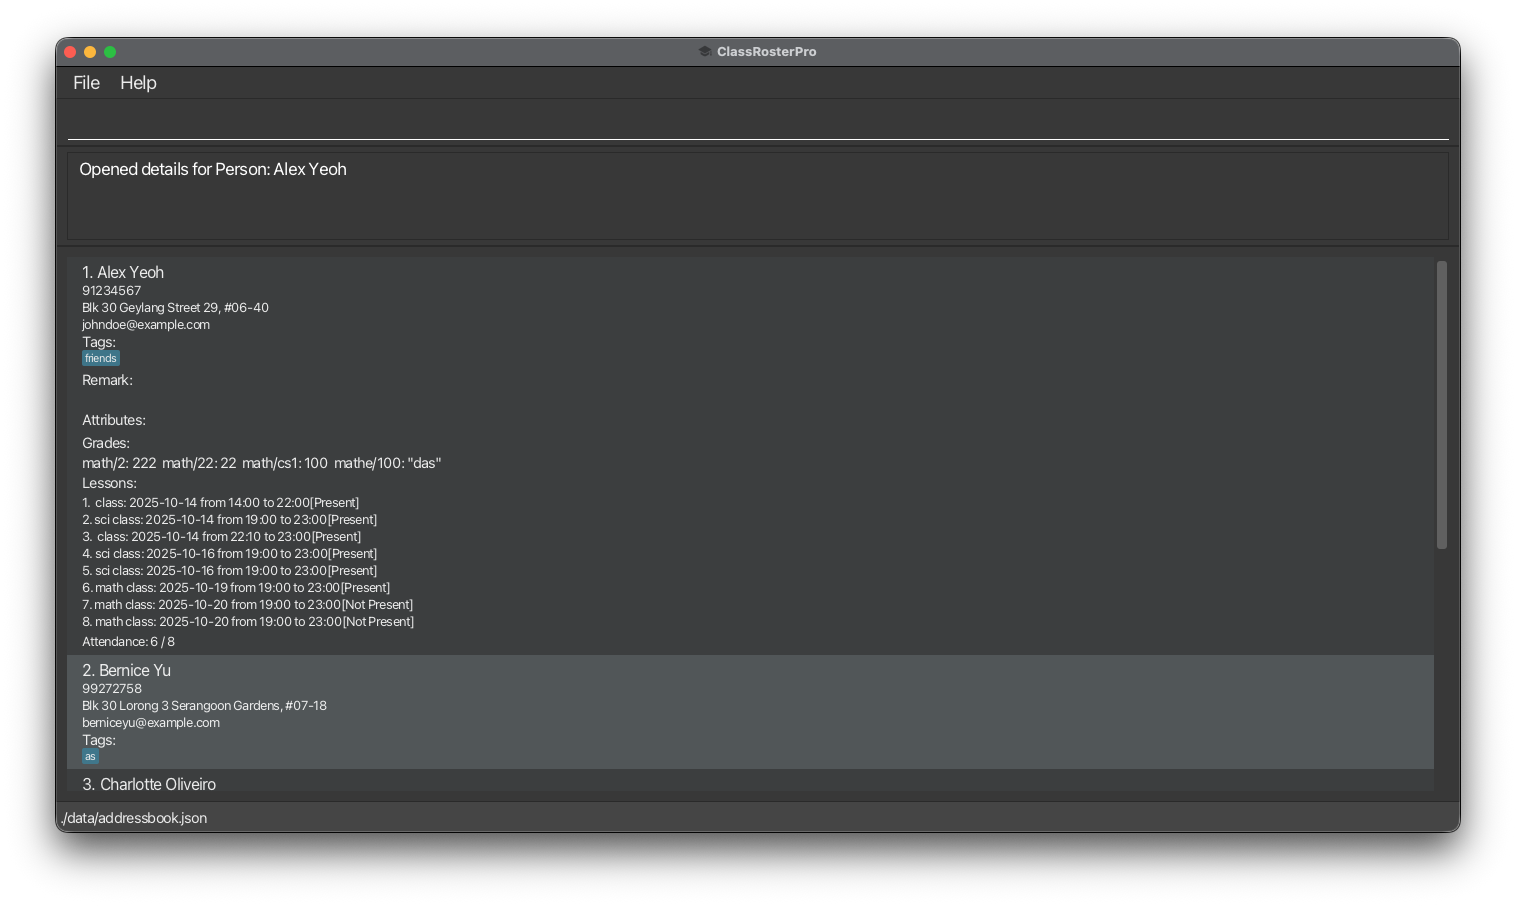 ClassRosterPro
File Help
Opened details for Person: Alex Yeoh
1. Alex Yeoh
91234567
Blk 30 Geylang Street 29, #06-40
johndoe@example.com
Tags:
friends
Remark:
Attributes:
Grades:
math/2: 222 math/22: 22 math/cs1: 100 mathe/100: "das"
Lessons:
1. class: 2025-10-14 from 14:00 to 22:00[Present]
2. sci class: 2025-10-14 from 19:00 to 23:00[Present]
3. class: 2025-10-14 from 22:10 to 23:00[Present]
4. sci class: 2025-10-16 from 19:00 to 23:00[Present]
5. sci class: 2025-10-16 from 19:00 to 23:00[Present]
6. math class: 2025-10-19 from 19:00 to 23:00[Present]
7. math class: 2025-10-20 from 19:00 to 23:00[Not Present]
8. math class: 2025-10-20 from 19:00 to 23:00[Not Present]
Attendance: 6 / 8
2. Bernice Yu
99272758
Blk 30 Lorong 3 Serangoon Gardens, #07-18
berniceyu@example.com
Tags:
as
3. Charlotte Oliveiro
./data/addressbook.json